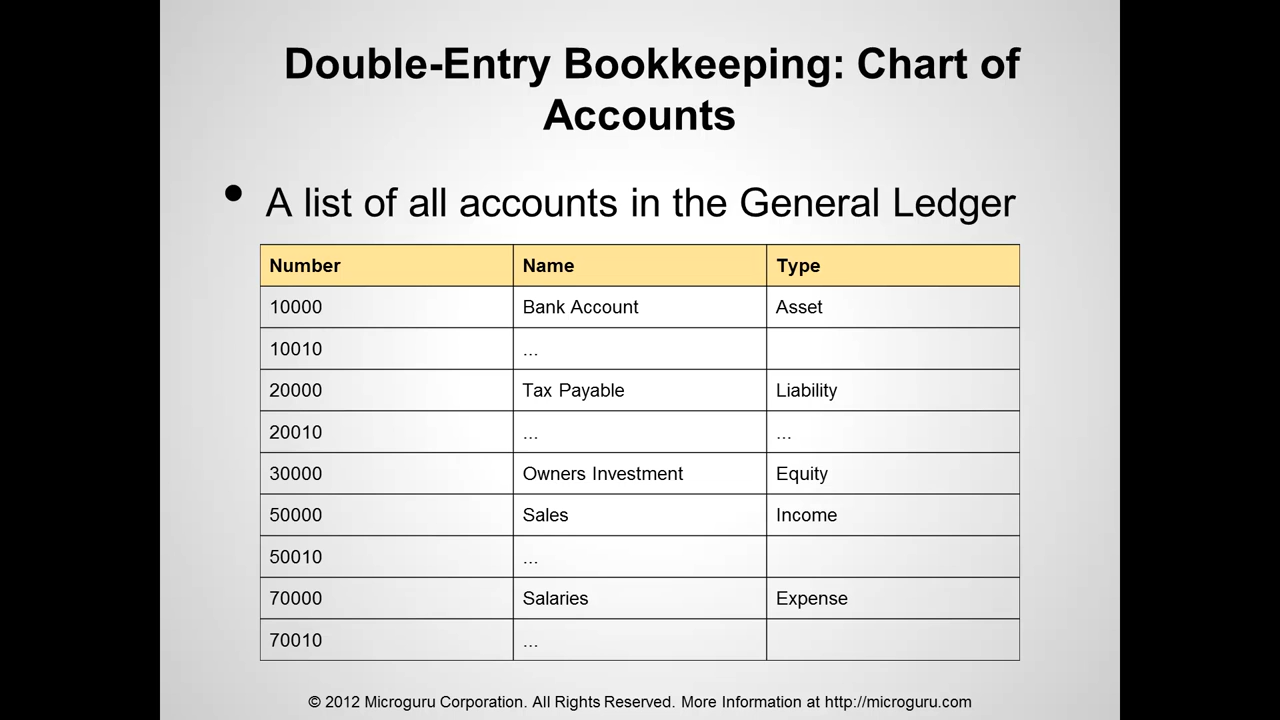 Double-Entry Bookkeeping: Chart of
Accounts
• A list of all accounts in the General Ledger
Number Name Type
10000 Bank Account Asset
10010 ...
20000 Tax Payable Liability
20010 ... ...
30000 Owners Investment Equity
50000 Sales Income
50010 ...
70000 Salaries Expense
70010 ...
© 2012 Microguru Corporation. All Rights Reserved. More Information at http://microguru.com